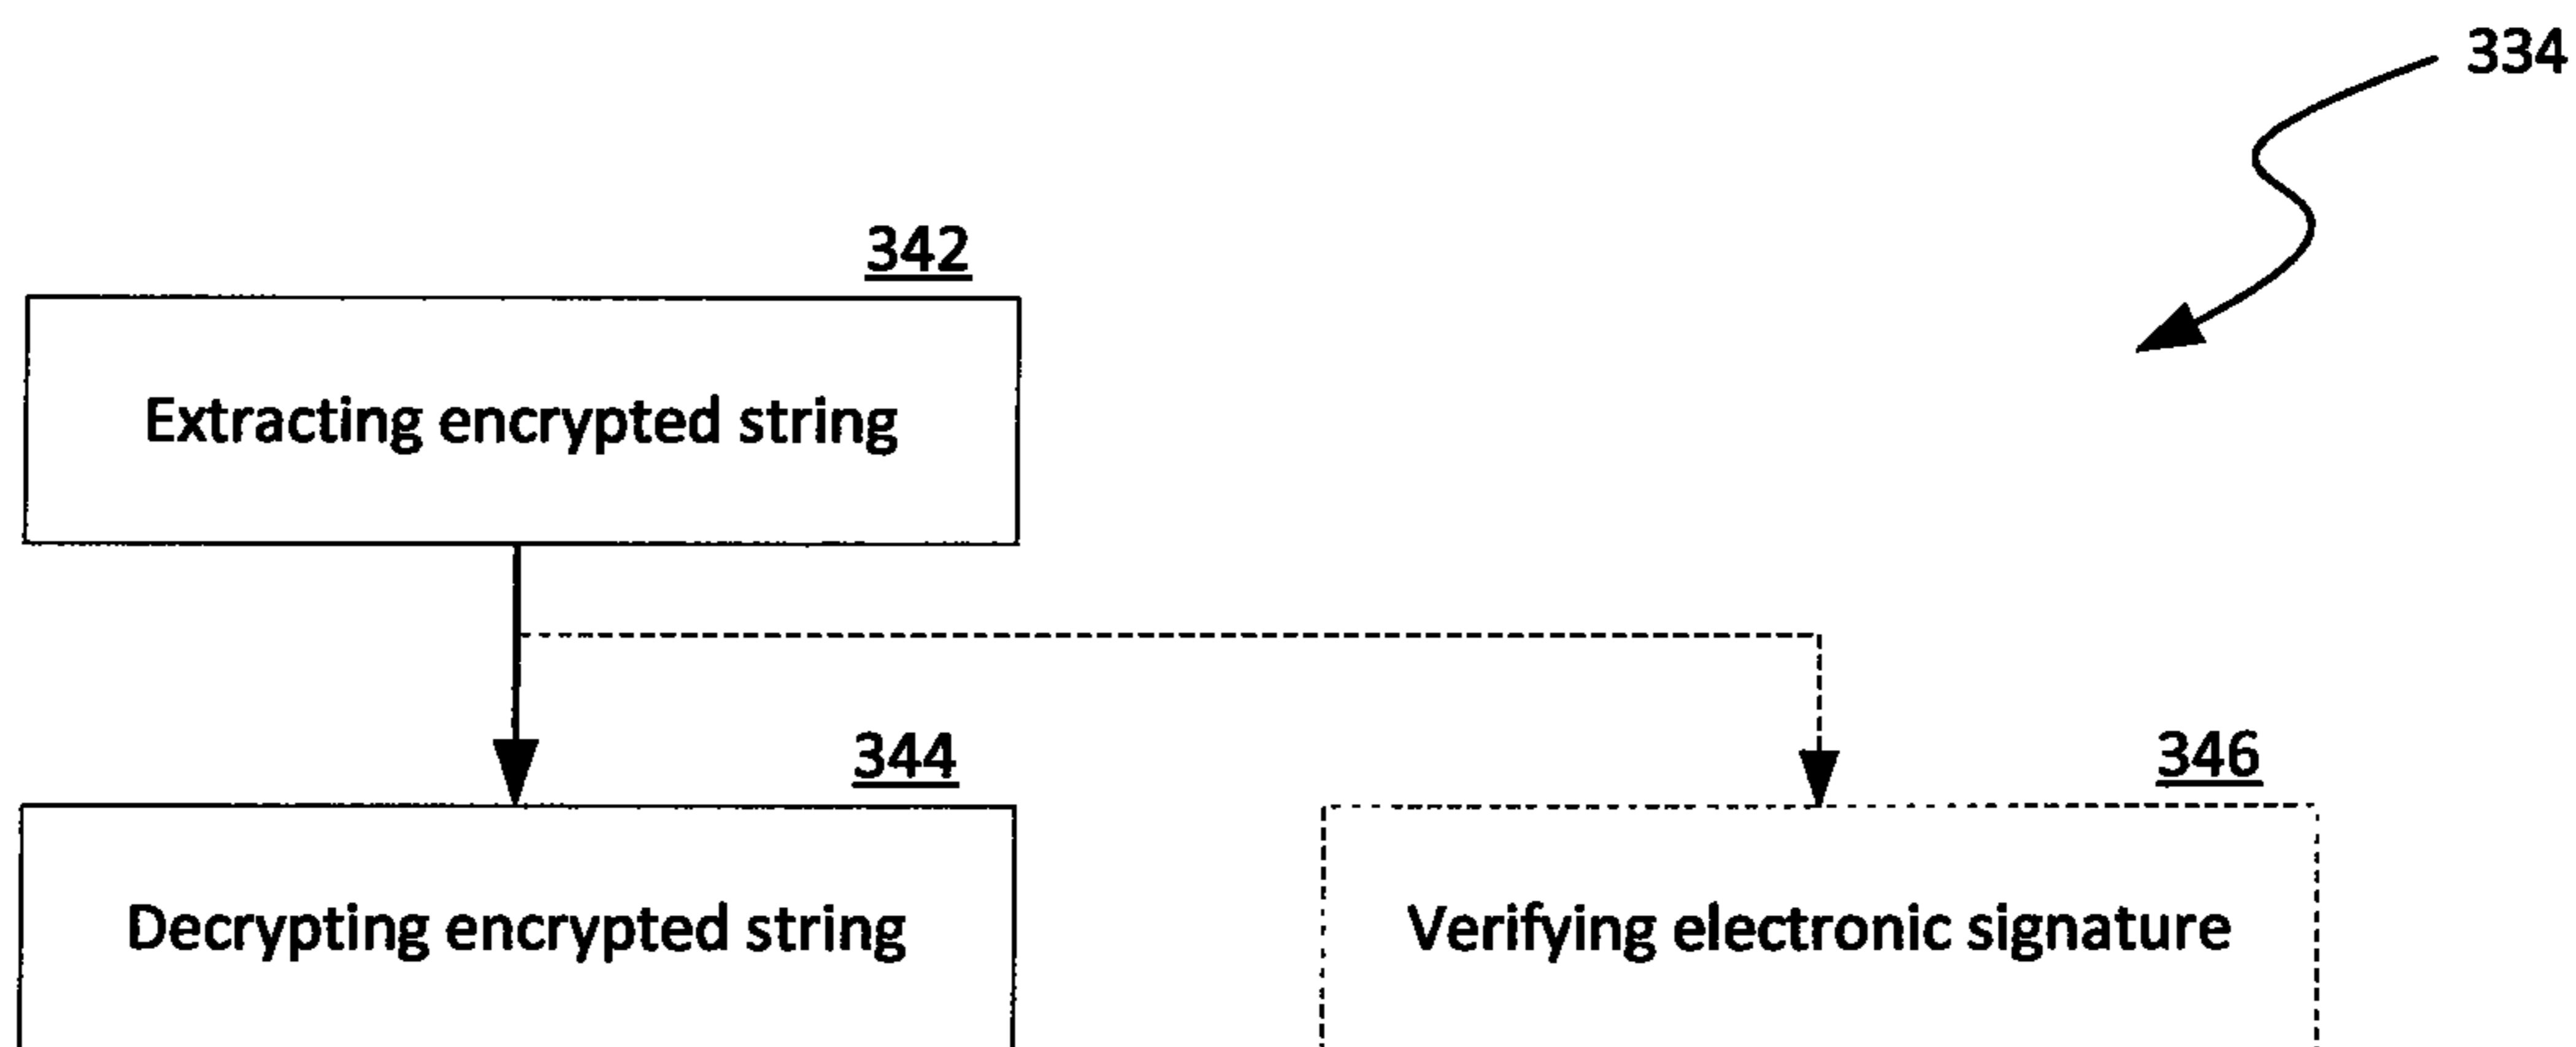 334
342
Extracting encrypted string
344
346
Decrypting encrypted string
Verifying electronic signature